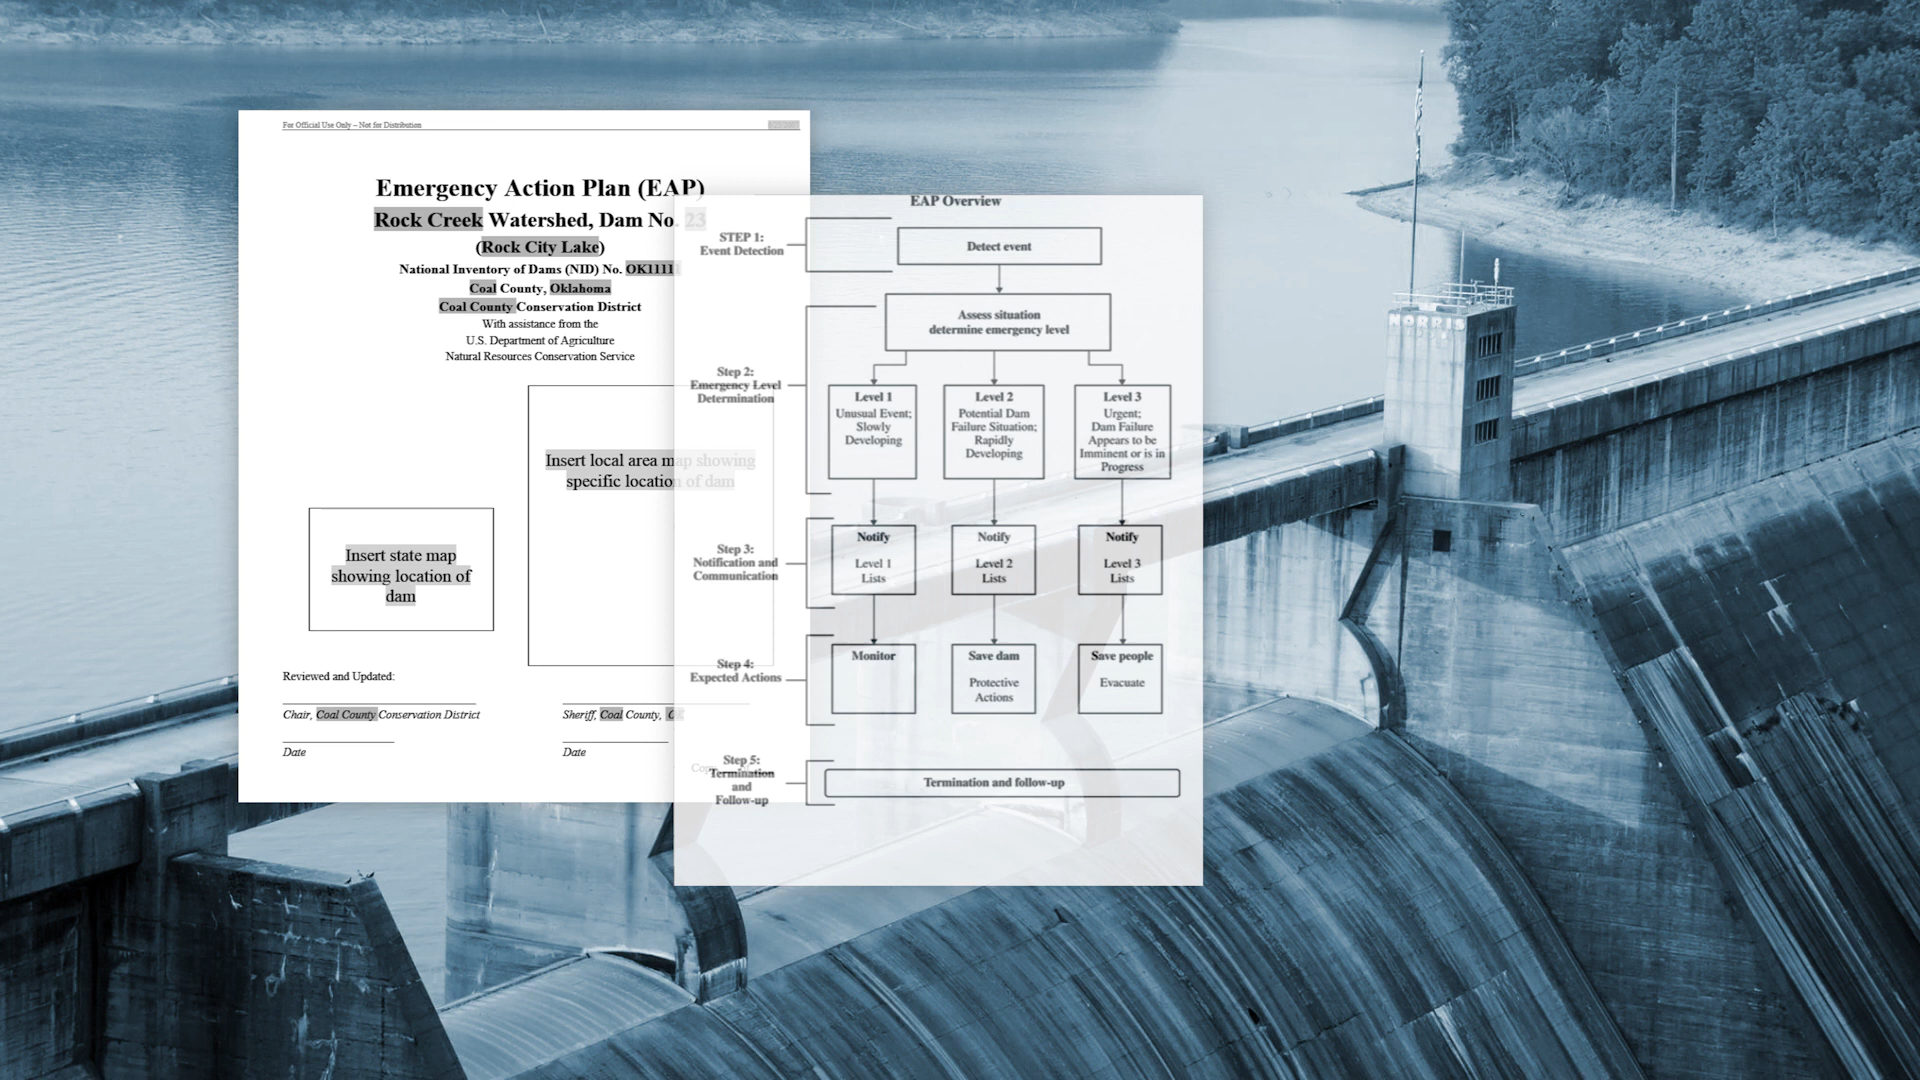 For Official Use Only – Not for Distribution
Emergency Action Plan (EAP)
Rock Creek Watershed, Dam No. 23
(Rock City Lake)
National Inventory of Dams (NID) No. OK11111
Coal County, Oklahoma
Coal County Conservation District
With assistance from the
U.S. Department of Agriculture
Natural Resources Conservation Service
Insert local area map showing
specific location of dam
Insert state map
showing location of
dam
Reviewed and Updated:
Chair, Coal County Conservation District
Sheriff, Coal County, OK
Date
Date
EAP Overview
STEP 1:
Event Detection
Detect event
Assess situation
determine emergency level
Step 2:
Emergency Level
Determination
Level 1
Unusual Event;
Slowly
Developing
Level 2
Potential Dam
Failure Situation;
Rapidly
Developing
Level 3
Urgent;
Dam Failure
Appears to be
Imminent or is in
Progress
Step 3:
Notification and
Communication
Notify
Level 1
Lists
Notify
Level 2
Lists
Notify
Level 3
Lists
Step 4:
Expected Actions
Monitor
Save dam
Protective
Actions
Save people
Evacuate
Step 5:
Termination
and
Follow-up
Termination and follow-up
NORRIS